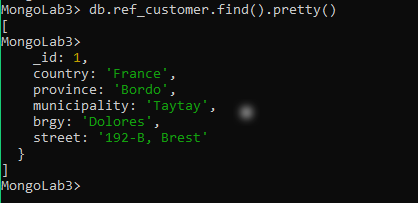 MongoLab3> db.ref_customer.find().pretty()
[
MongoLab3>
_id: 1,
country: 'France',
province: 'Bordo',
municipality: 'Taytay',
brgy: 'Dolores',
street: '192-B, Brest'
}
]
MongoLab3>